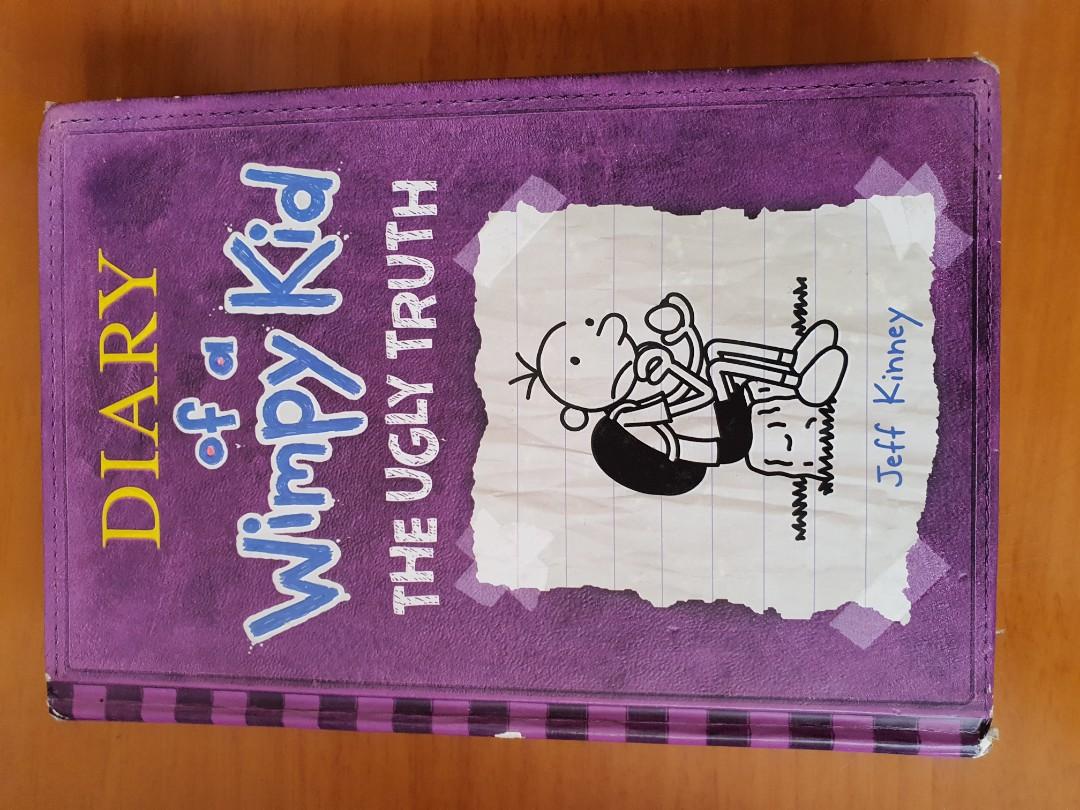 DIARY
of a
Wimpy Kid
THE UGLY TRUTH
Jeff Kinney